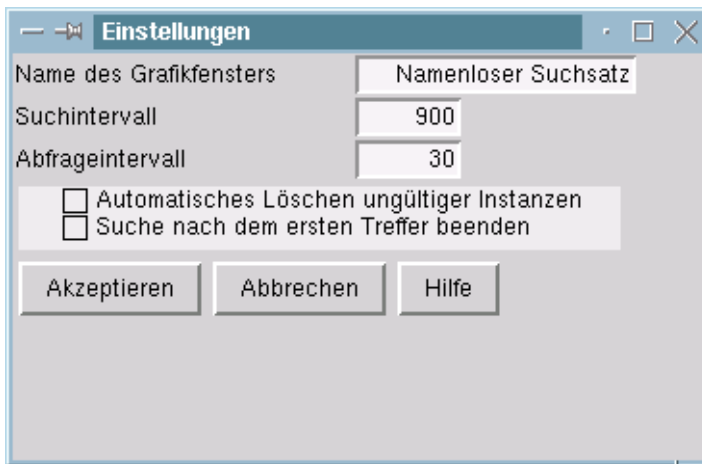 Einstellungen
Name des Grafikfensters Namenloser Suchsatz
Suchintervall 900
Abfrageintervall 30
Automatisches Löschen ungültiger Instanzen
Suche nach dem ersten Treffer beenden
Akzeptieren Abbrechen Hilfe